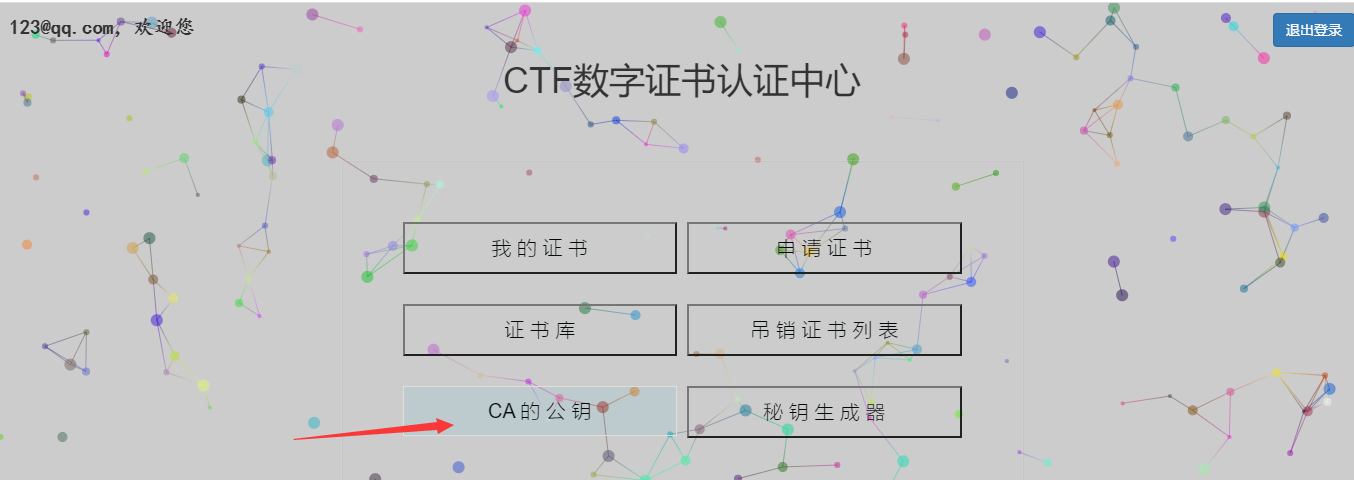 123@qq.com, 欢迎您
退出登录
CTF数字证书认证中心
我的证书
申请证书
证书库
吊销证书列表
CA的公钥
秘钥生成器